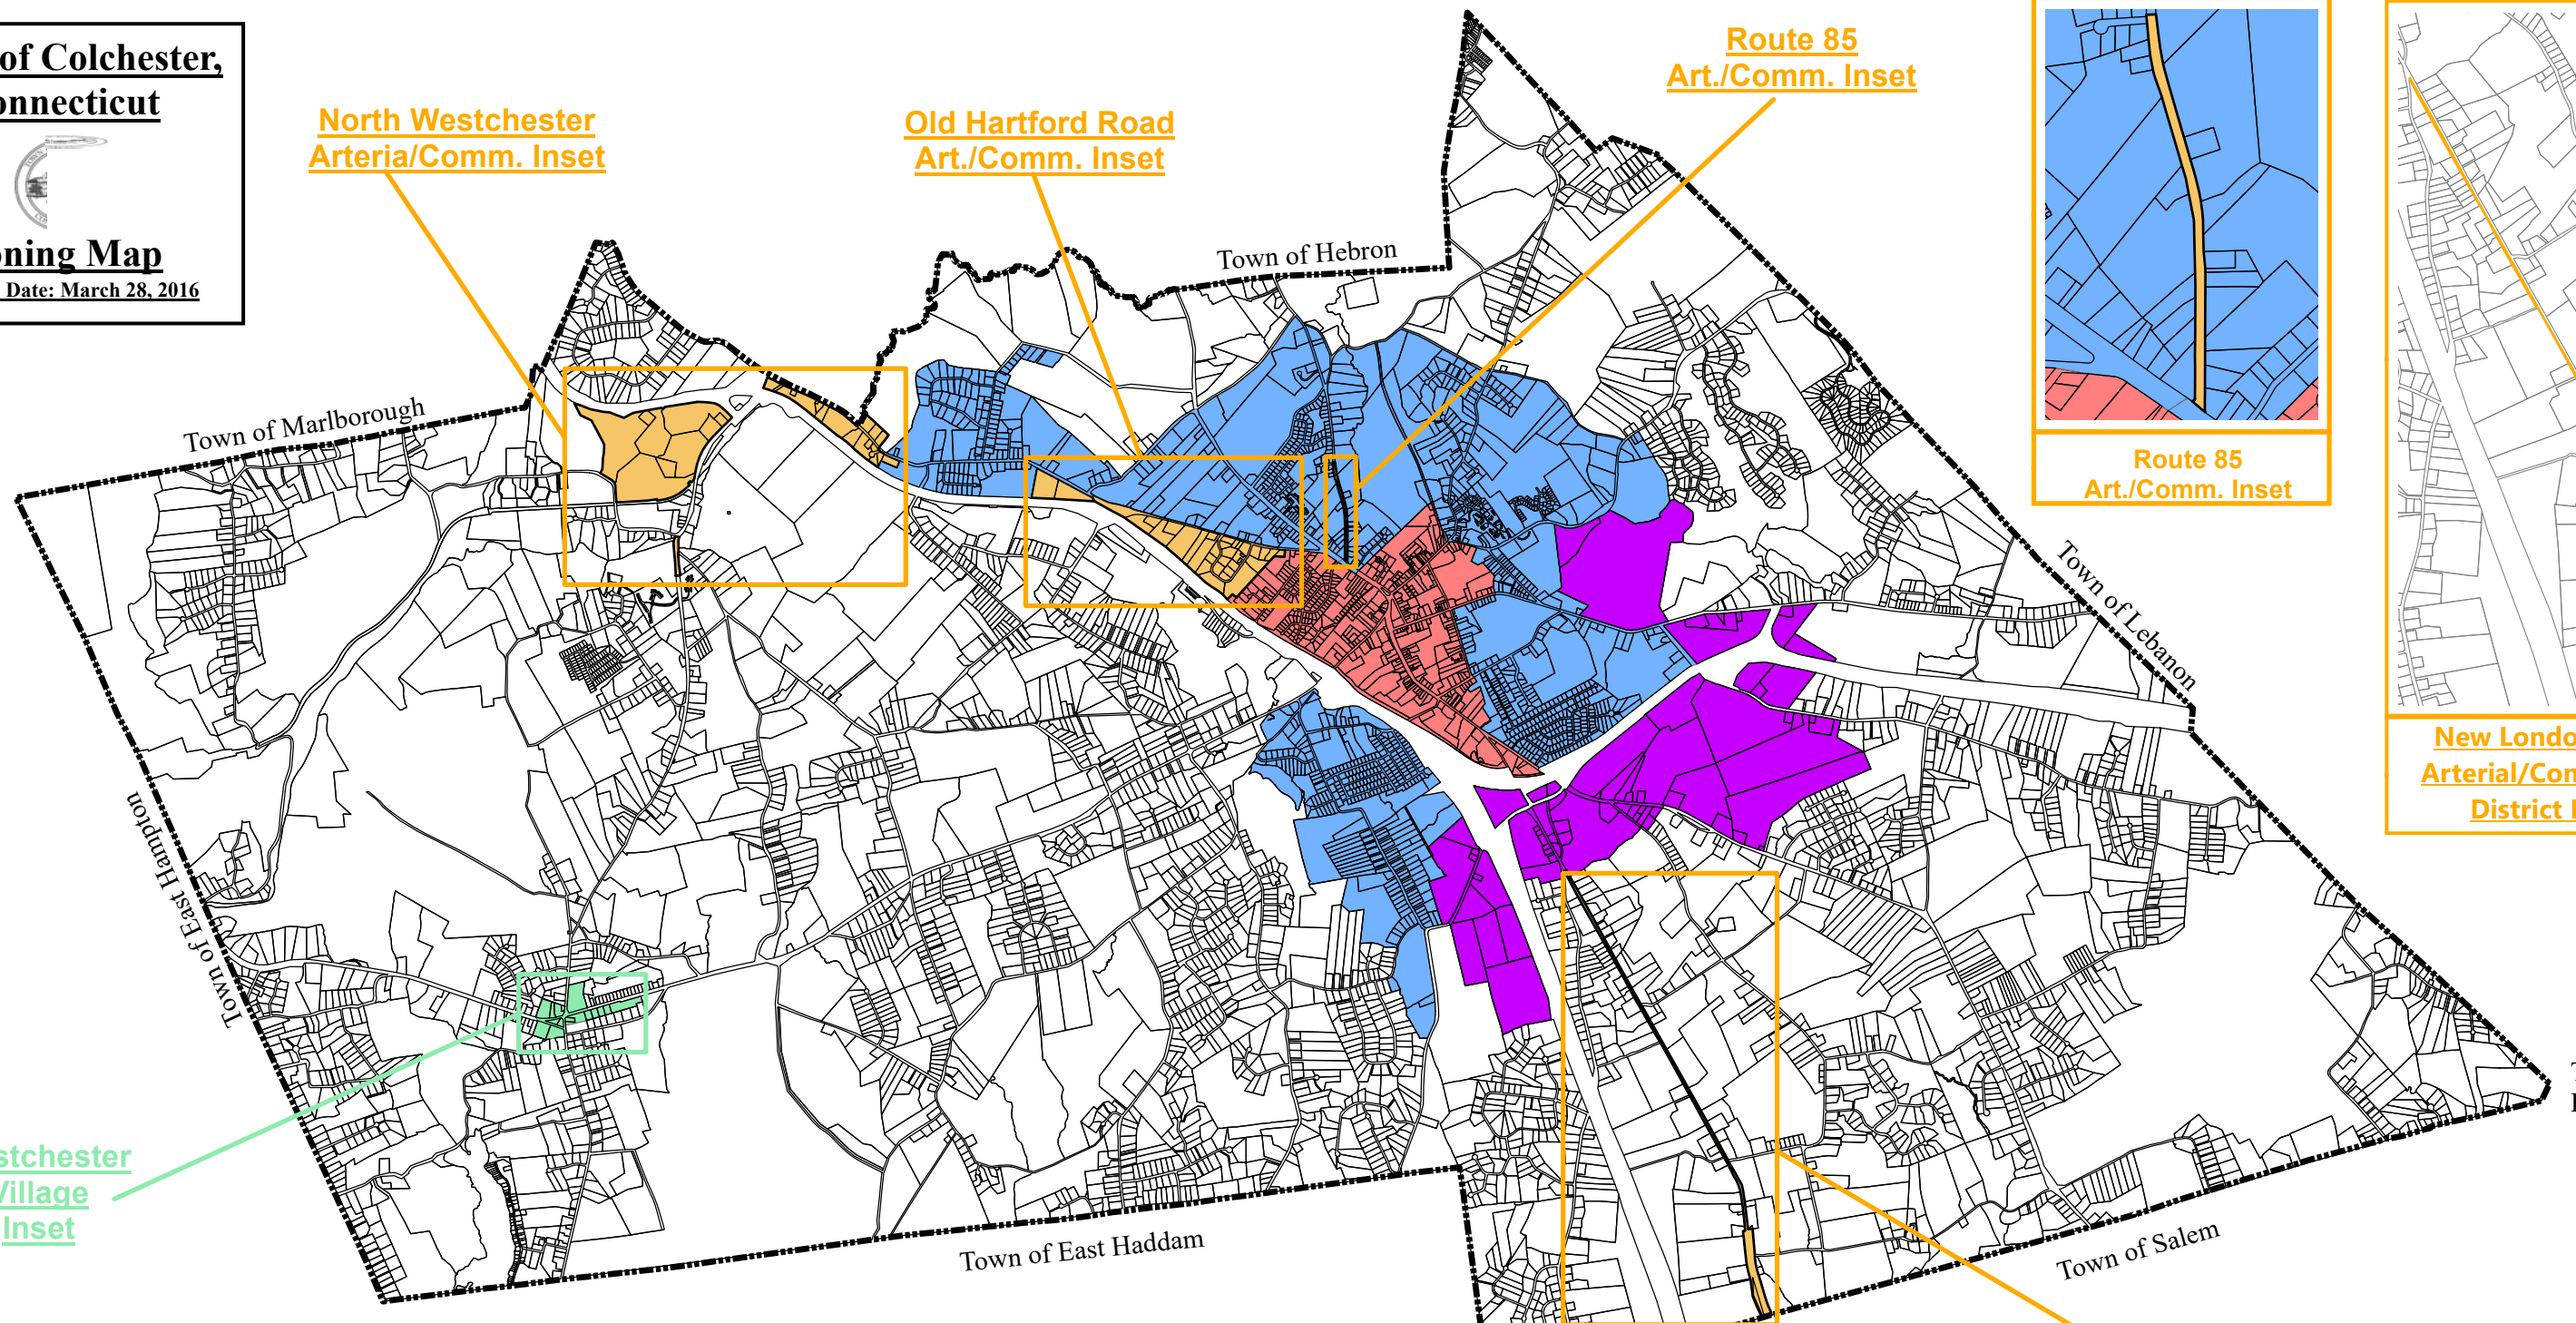 of Colchester,
onnecticut
ning Map
Date: March 28, 2016
North Westchester
Arteria/Comm. Inset
Old Hartford Road
Art./Comm. Inset
Route 85
Art./Comm. Inset
Town of Hebron
Town of Marlborough
Town of Lebanon
Town of East Hampton
Town of East Haddam
Town of Salem
stchester
Village
Inset
Route 85
Art./Comm. Inset
New Londo
Arterial/Con
District